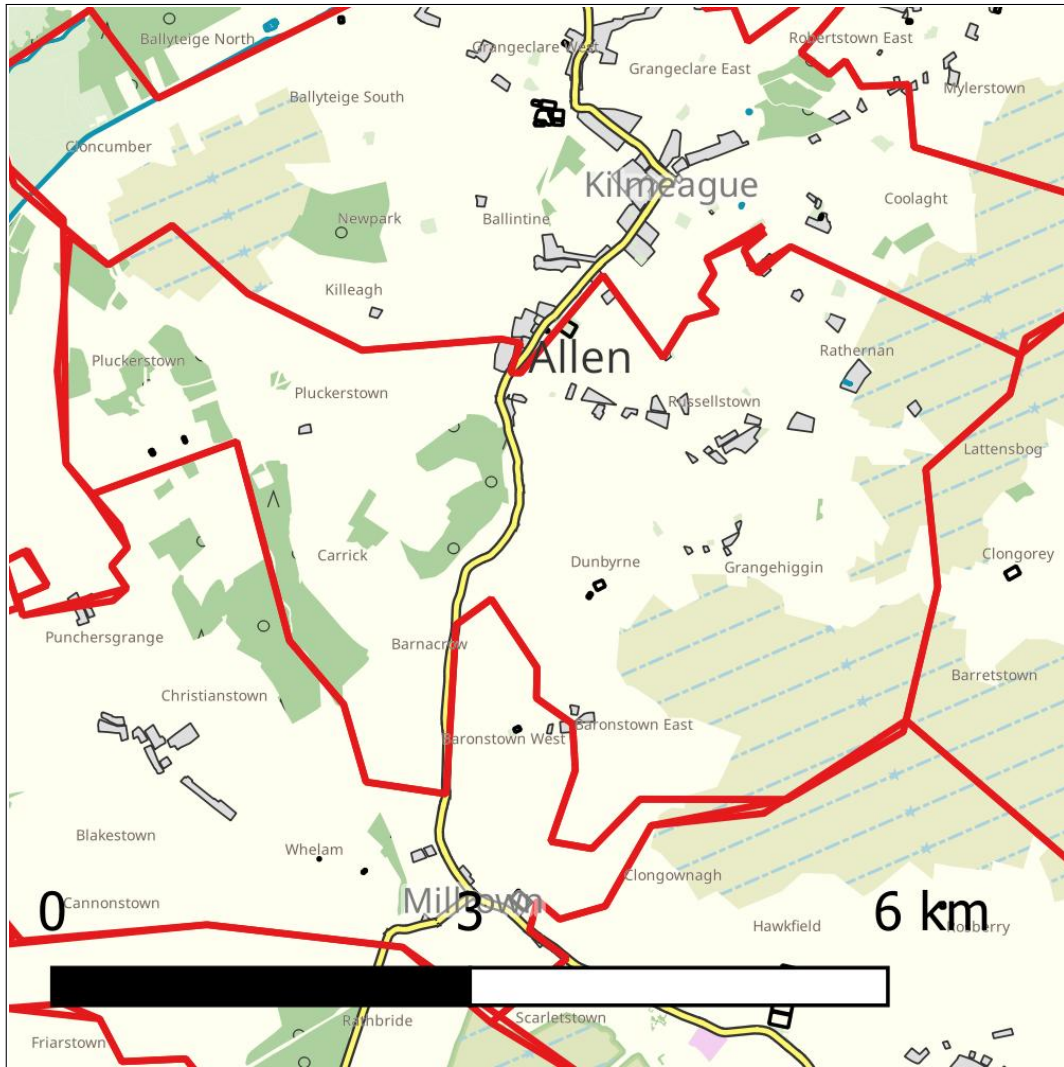 Ballyteige North
Grangeclare West
Robertstown East
Grangeclare East
Mylerstown
Ballyteige South
Cloncumber
Kilmeague
Coolaght
Newpark
Ballintine
Killeagh
Allen
Rathernan
Pluckerstown
Pluckerstown
Russellstown
Lattensbog
Carrick
Dunbyrne
Grangehiggin
Clongorey
Punchersgrange
Barnacrow
Christianstown
Barretstown
Baronstown East
Baronstown West
Blakestown
Whelam
Clongownagh
Cannonstown
Milltown
0 3 6 km
Hawkfield
Rosberry
Rathbride
Scarletstown
Friarstown